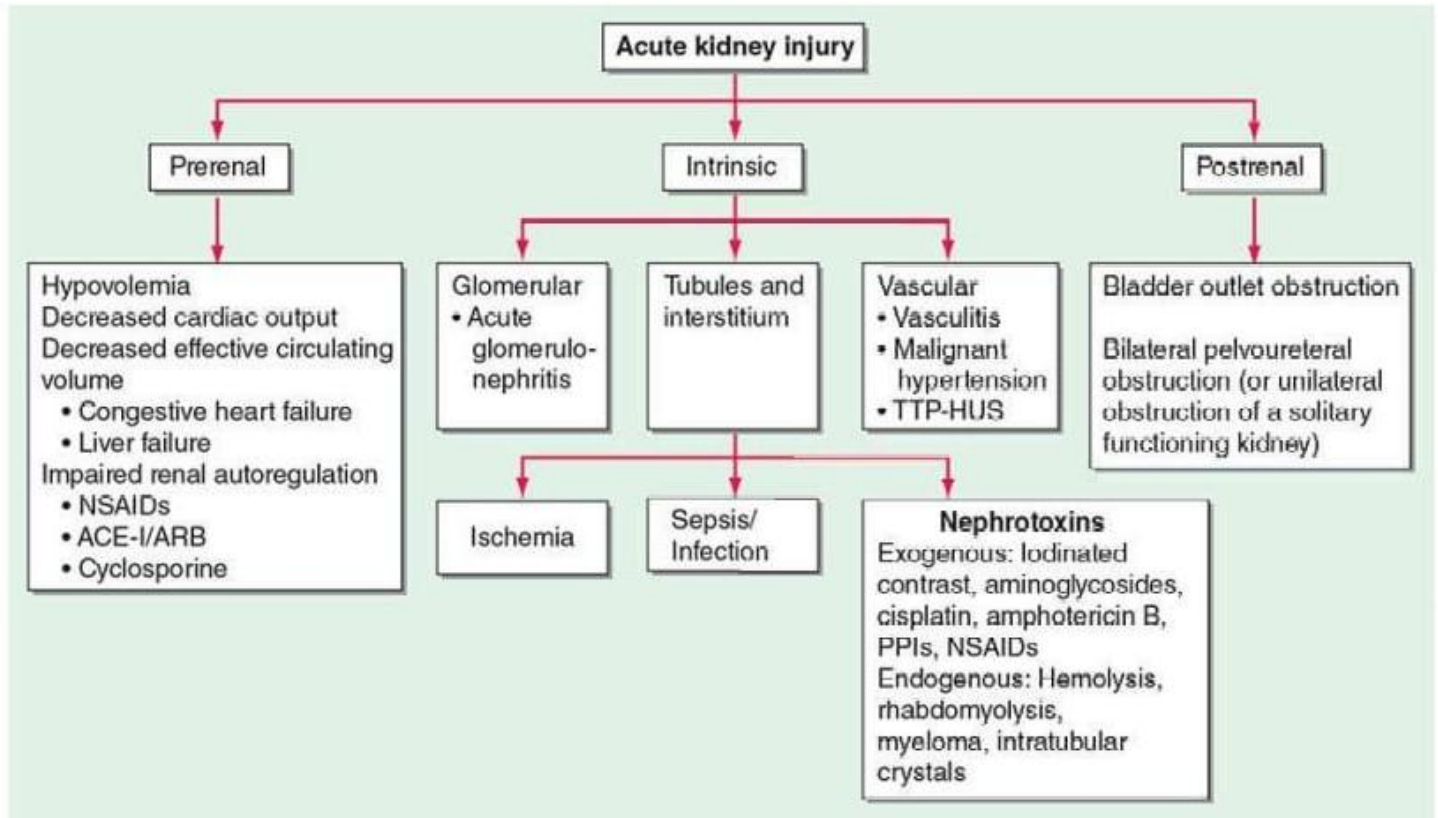 Acute kidney injury
Prerenal
Intrinsic
Postrenal
Hypovolemia
Decreased cardiac output
Decreased effective circulating
volume
• Congestive heart failure
• Liver failure
Impaired renal autoregulation
• NSAIDs
• ACE-I/ARB
• Cyclosporine
Glomerular
• Acute
glomerulo-
nephritis
Tubules and
interstitium
Vascular
• Vasculitis
• Malignant
hypertension
• TTP-HUS
Bladder outlet obstruction
Bilateral pelvoureteral
obstruction (or unilateral
obstruction of a solitary
functioning kidney)
Ischemia
Sepsis/
Infection
Nephrotoxins
Exogenous: Iodinated
contrast, aminoglycosides,
cisplatin, amphotericin B,
PPIs, NSAIDs
Endogenous: Hemolysis,
rhabdomyolysis,
myeloma, intratubular
crystals